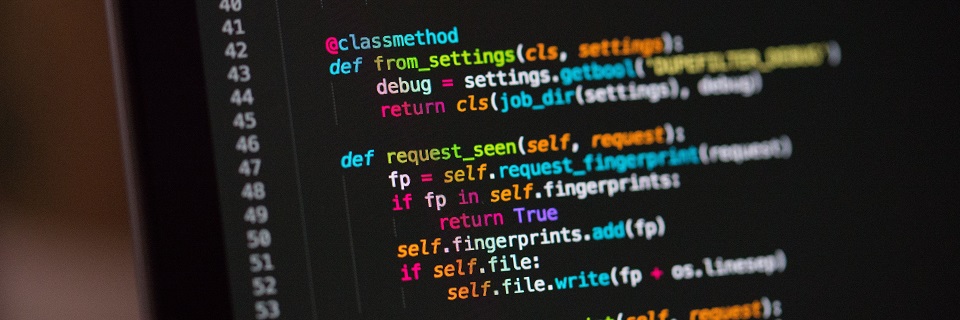 40
41
42 @classmethod
43 def from_settings(cls, settings):
44 debug = settings.getbool("DUPEFILTER_DEBUG")
45 return cls(job_dir(settings), debug)
46
47 def request_seen(self, request):
48 fp = self.request_fingerprint(request)
49 if fp in self.fingerprints:
50 return True
51 self.fingerprints.add(fp)
52 if self.file:
53 self.file.write(fp + os.linesep)
(self, request):